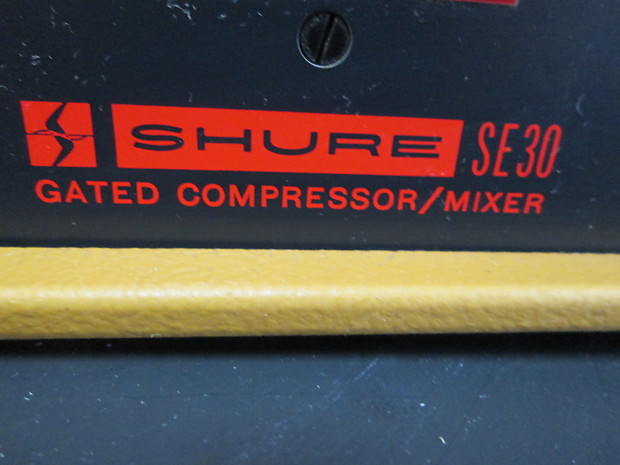 SHURE SE30
GATED COMPRESSOR/MIXER